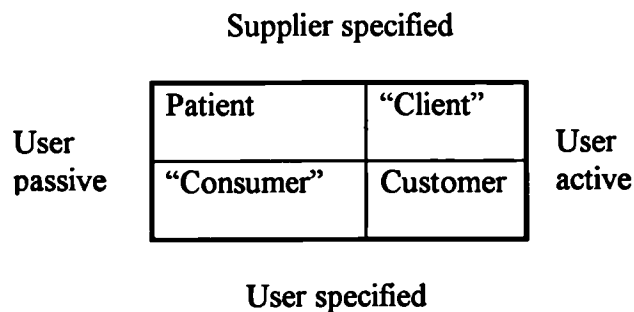 Supplier specified
Patient
“Client”
User
passive
User
active
“Consumer”
Customer
User specified